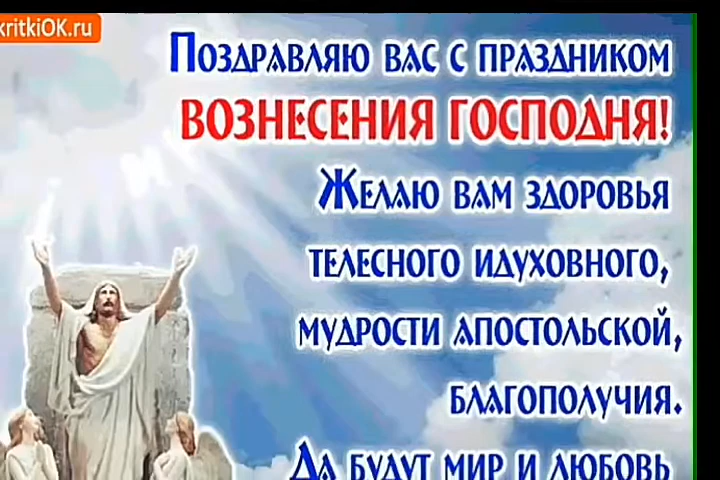 kritkiOK.ru
Поздравляю вас с праздником
ВОЗНЕСЕНИЯ ГОСПОДНЯ!
Желаю вам здоровья
телесного идуховного,
мудрости апостольской,
благополучия.
Да будут мир и любовь